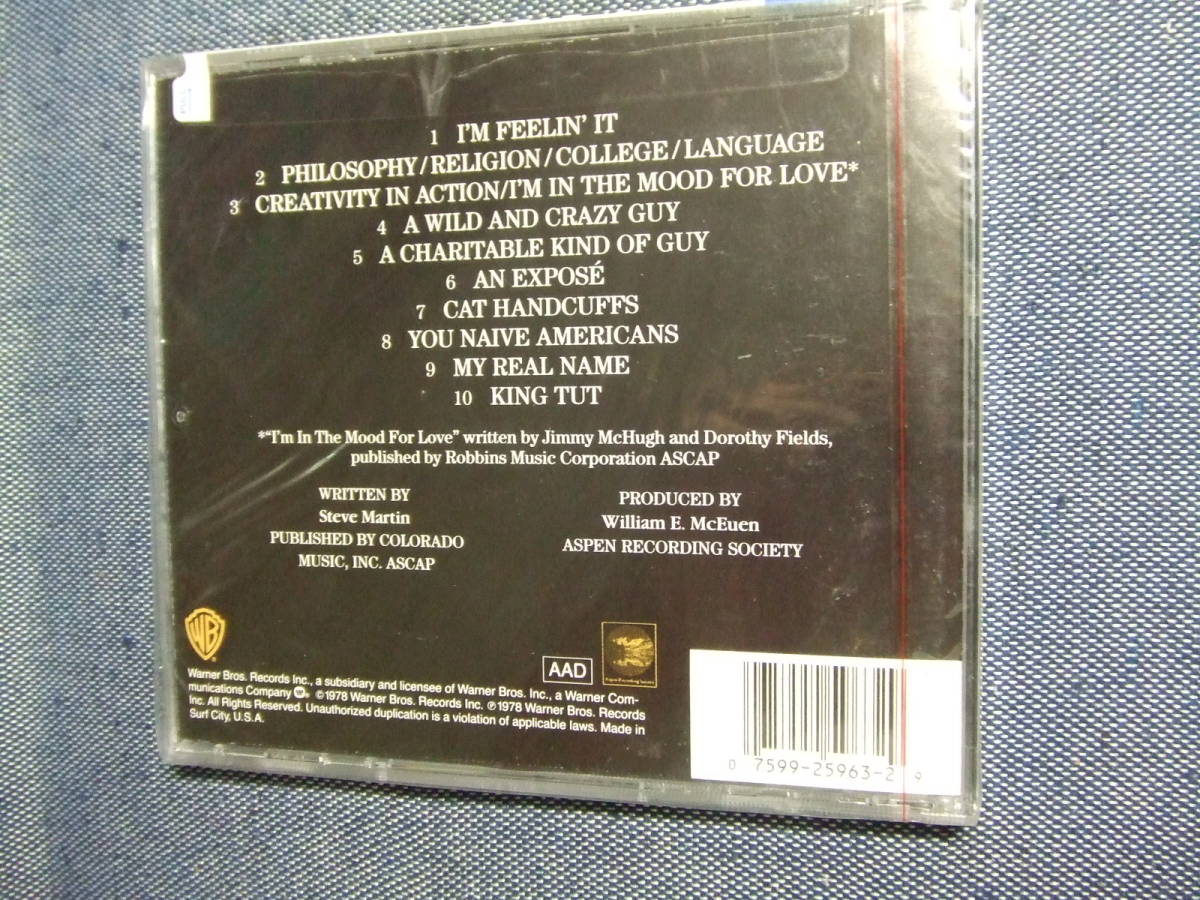 1 I'M FEELIN' IT
2 PHILOSOPHY/RELIGION/COLLEGE/LANGUAGE
3 CREATIVITY IN ACTION/I'M IN THE MOOD FOR LOVE*
4 A WILD AND CRAZY GUY
5 A CHARITABLE KIND OF GUY
6 AN EXPOSÉ
7 CAT HANDCUFFS
8 YOU NAIVE AMERICANS
9 MY REAL NAME
10 KING TUT
*"I'm In The Mood For Love" written by Jimmy McHugh and Dorothy Fields,
published by Robbins Music Corporation ASCAP
WRITTEN BY
Steve Martin
PUBLISHED BY COLORADO
MUSIC, INC. ASCAP
PRODUCED BY
William E. McEuen
ASPEN RECORDING SOCIETY
WB
AAD
Aspen Recording Society
Warner Bros. Records Inc., a subsidiary and licensee of Warner Bros. Inc., a Warner Com-
munications Company ©1978 Warner Bros. Records Inc. ℗1978 Warner Bros. Records
Inc. All Rights Reserved. Unauthorized duplication is a violation of applicable laws. Made in
Surf City, U.S.A.
0 7599-25963-2 9